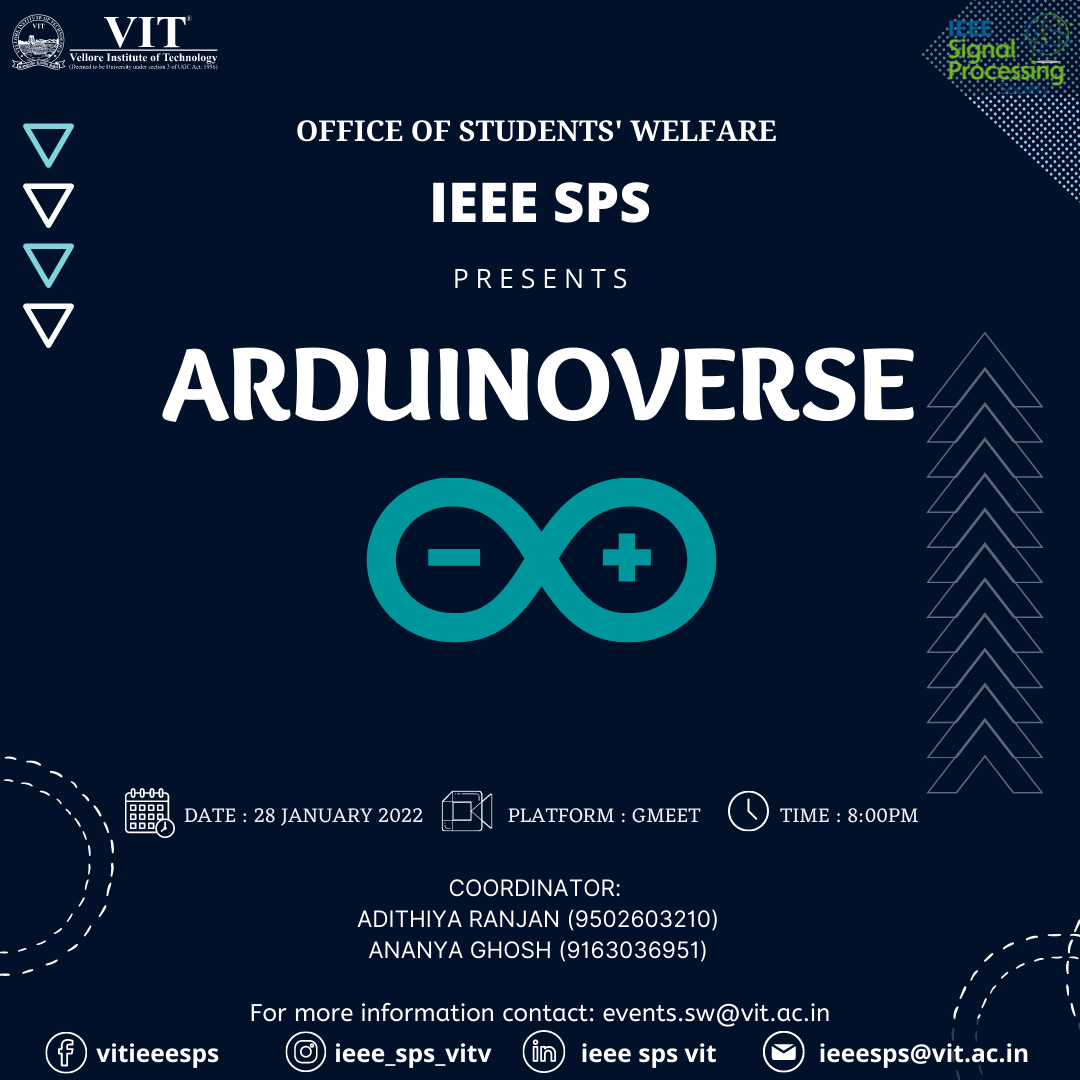 VIT
VIT®
Vellore Institute of Technology
(Deemed to be University under section 3 of UGC Act, 1956)
IEEE
Signal
Processing
OFFICE OF STUDENTS' WELFARE
IEEE SPS
PRESENTS
ARDUINOVERSE
DATE : 28 JANUARY 2022
PLATFORM : GMEET
TIME : 8:00PM
COORDINATOR:
ADITHIYA RANJAN (9502603210)
ANANYA GHOSH (9163036951)
For more information contact: events.sw@vit.ac.in
vitieeesps
ieee_sps_vitv
ieee sps vit
ieeesps@vit.ac.in